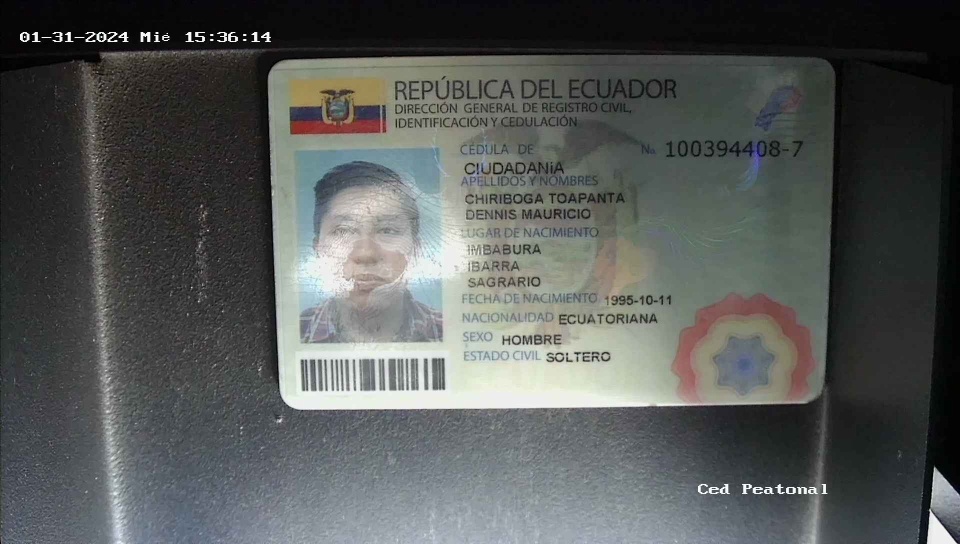 01-31-2024 Mié 15:36:14
REPÚBLICA DEL ECUADOR
DIRECCIÓN GENERAL DE REGISTRO CIVIL,
IDENTIFICACIÓN Y CEDULACIÓN
CÉDULA DE No. 100394408-7
CIUDADANÍA
APELLIDOS Y NOMBRES
CHIRIBOGA TOAPANTA
DENNIS MAURICIO
LUGAR DE NACIMIENTO
IMBABURA
IBARRA
SAGRARIO
FECHA DE NACIMIENTO 1995-10-11
NACIONALIDAD ECUATORIANA
SEXO HOMBRE
ESTADO CIVIL SOLTERO
Ced Peatonal